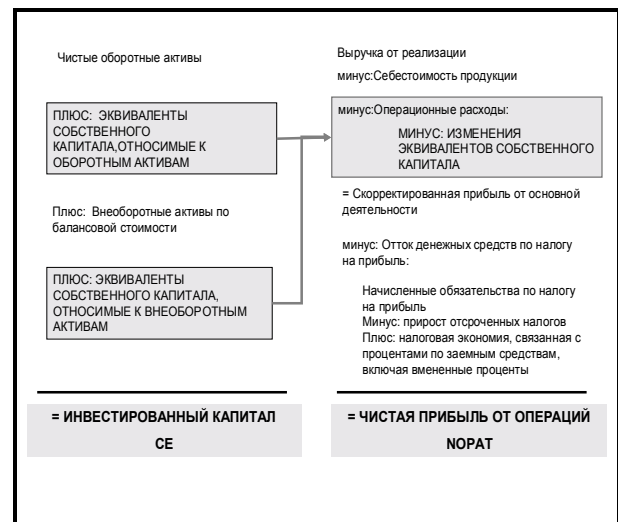 Чистые оборотные активы
ПЛЮС: ЭКВИВАЛЕНТЫ
СОБСТВЕННОГО
КАПИТАЛА,ОТНОСИМЫЕ К
ОБОРОТНЫМ АКТИВАМ
Плюс: Внеоборотные активы по
балансовой стоимости
ПЛЮС: ЭКВИВАЛЕНТЫ
СОБСТВЕННОГО КАПИТАЛА,
ОТНОСИМЫЕ К ВНЕОБОРОТНЫМ
АКТИВАМ
= ИНВЕСТИРОВАННЫЙ КАПИТАЛ
CE
Выручка от реализации
минус:Себестоимость продукции
минус:Операционные расходы:
МИНУС: ИЗМЕНЕНИЯ
ЭКВИВАЛЕНТОВ СОБСТВЕННОГО
КАПИТАЛА
= Скорректированная прибыль от основной
деятельности
минус: Отток денежных средств по налогу
на прибыль:
Начисленные обязательства по налогу
на прибыль
Минус: прирост отсроченных налогов
Плюс: налоговая экономия, связанная с
процентами по заемным средствам,
включая вмененные проценты
= ЧИСТАЯ ПРИБЫЛЬ ОТ ОПЕРАЦИЙ
NOPAT